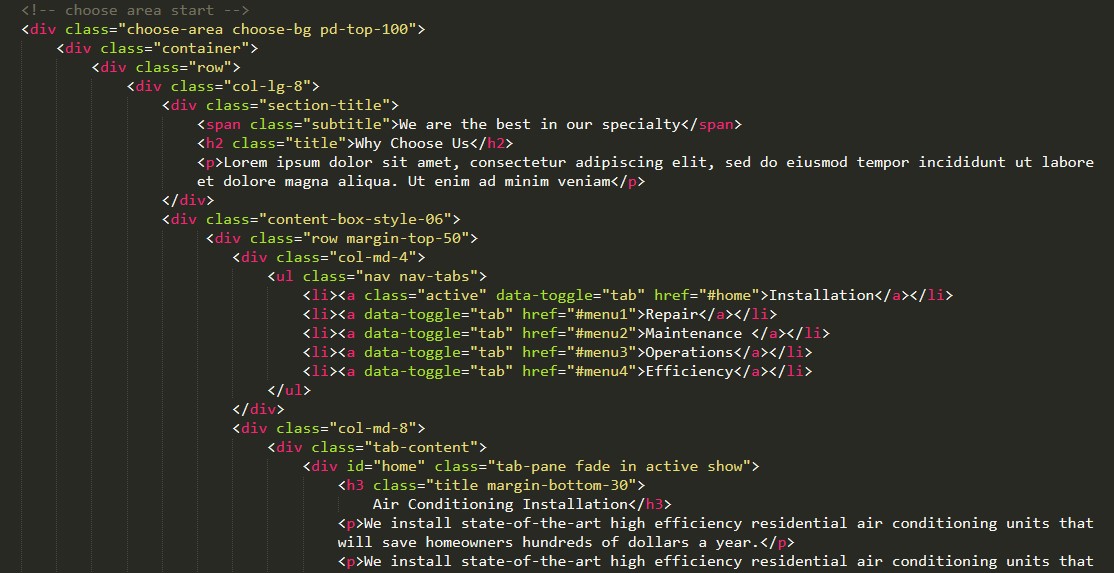 <!-- choose area start -->
<div class="choose-area choose-bg pd-top-100">
<div class="container">
<div class="row">
<div class="col-lg-8">
<div class="section-title">
<span class="subtitle">We are the best in our specialty</span>
<h2 class="title">Why Choose Us</h2>
<p>Lorem ipsum dolor sit amet, consectetur adipiscing elit, sed do eiusmod tempor incididunt ut labore
et dolore magna aliqua. Ut enim ad minim veniam</p>
</div>
<div class="content-box-style-06">
<div class="row margin-top-50">
<div class="col-md-4">
<ul class="nav nav-tabs">
<li><a class="active" data-toggle="tab" href="#home">Installation</a></li>
<li><a data-toggle="tab" href="#menu1">Repair</a></li>
<li><a data-toggle="tab" href="#menu2">Maintenance </a></li>
<li><a data-toggle="tab" href="#menu3">Operations</a></li>
<li><a data-toggle="tab" href="#menu4">Efficiency</a></li>
</ul>
</div>
<div class="col-md-8">
<div class="tab-content">
<div id="home" class="tab-pane fade in active show">
<h3 class="title margin-bottom-30">
Air Conditioning Installation</h3>
<p>We install state-of-the-art high efficiency residential air conditioning units that
will save homeowners hundreds of dollars a year.</p>
<p>We install state-of-the-art high efficiency residential air conditioning units that